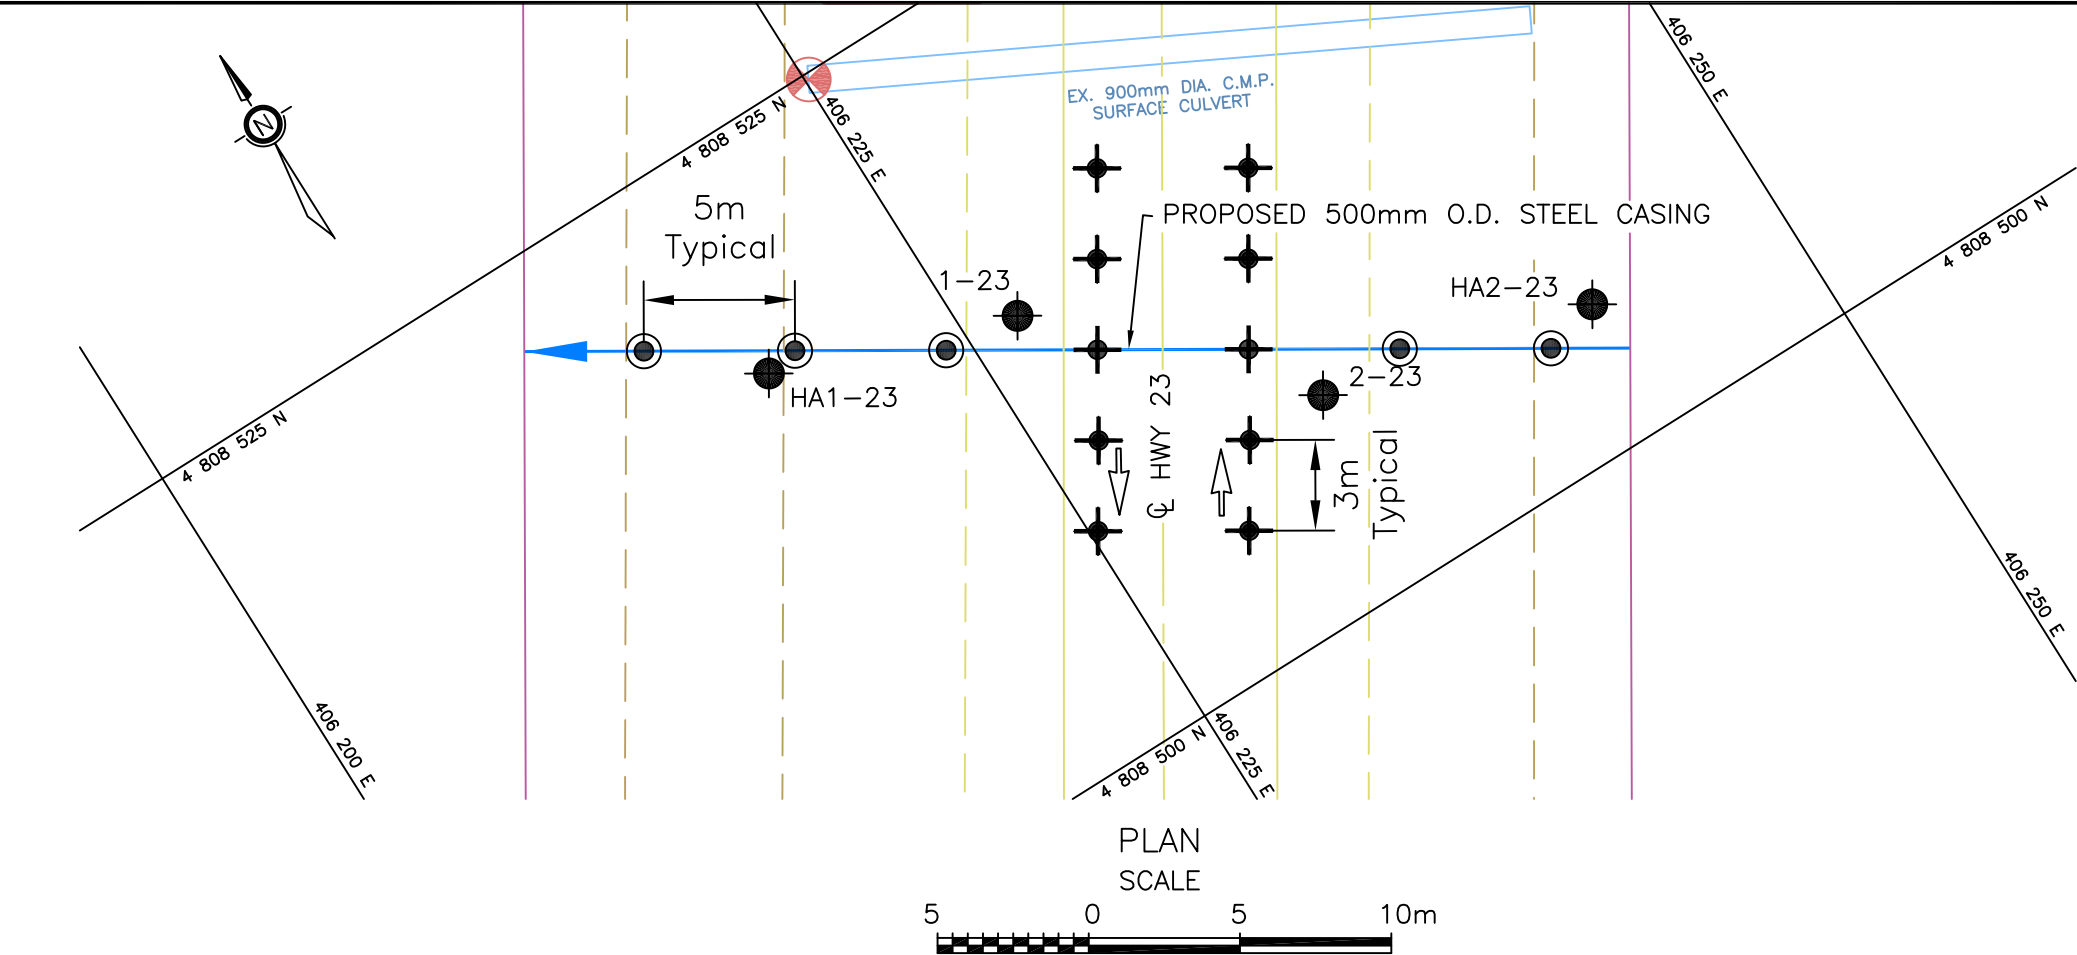 N
406 250 E
EX. 900mm DIA. C.M.P.
SURFACE CULVERT
4 808 525 N
406 225 E
5m
Typical
PROPOSED 500mm O.D. STEEL CASING
4 808 500 N
1-23
HA2-23
HA1-23
2-23
℄ HWY 23
3m
Typical
4 808 525 N
406 250 E
406 200 E
4 808 500 N
406 225 E
PLAN
SCALE
5 0 5 10m